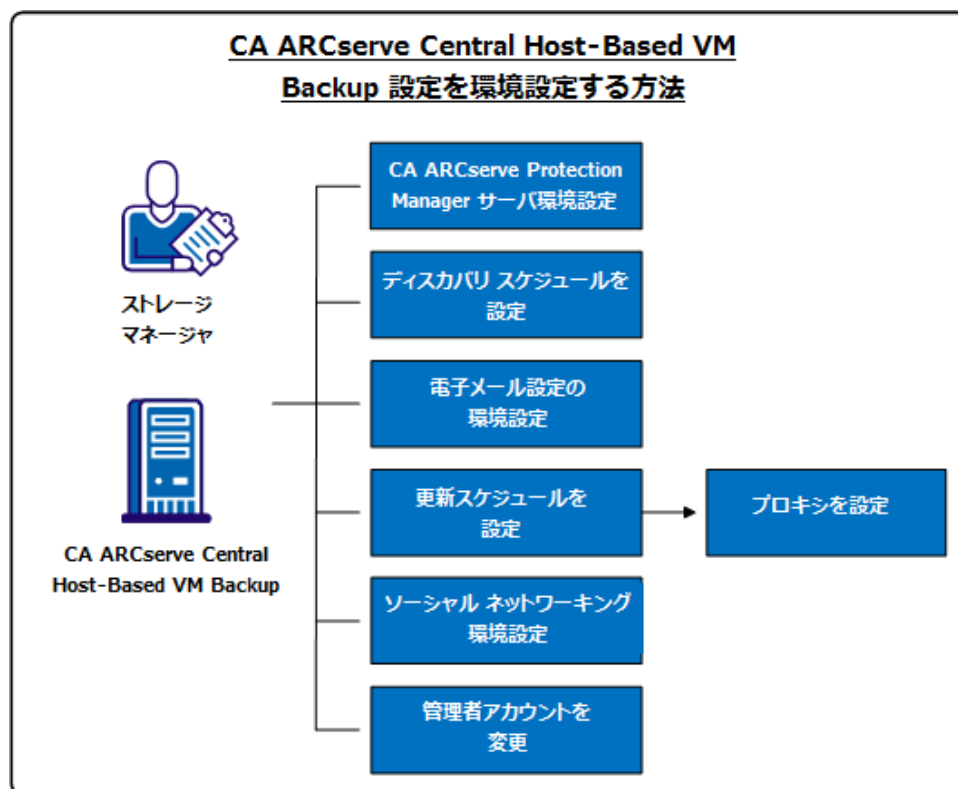 CA ARCserve Central Host-Based VM
Backup 設定を環境設定する方法
ストレージ
マネージャ
CA ARCserve Central
Host-Based VM Backup
CA ARCserve Protection
Manager サーバ環境設定
ディスカバリ スケジュールを
設定
電子メール設定の
環境設定
更新スケジュールを
設定
プロキシを設定
ソーシャル ネットワーキング
環境設定
管理者アカウントを
変更